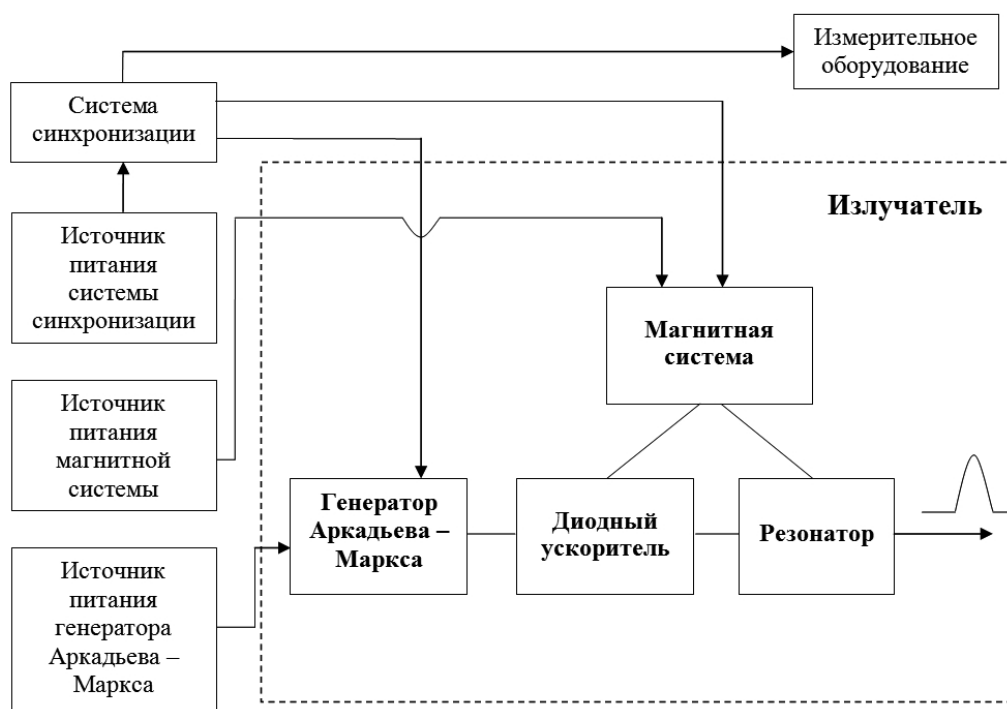 Измерительное
оборудование
Система
синхронизации
Излучатель
Источник
питания
системы
синхронизации
Магнитная
система
Источник
питания
магнитной
системы
Генератор
Аркадьева –
Маркса
Диодный
ускоритель
Резонатор
Источник
питания
генератора
Аркадьева –
Маркса